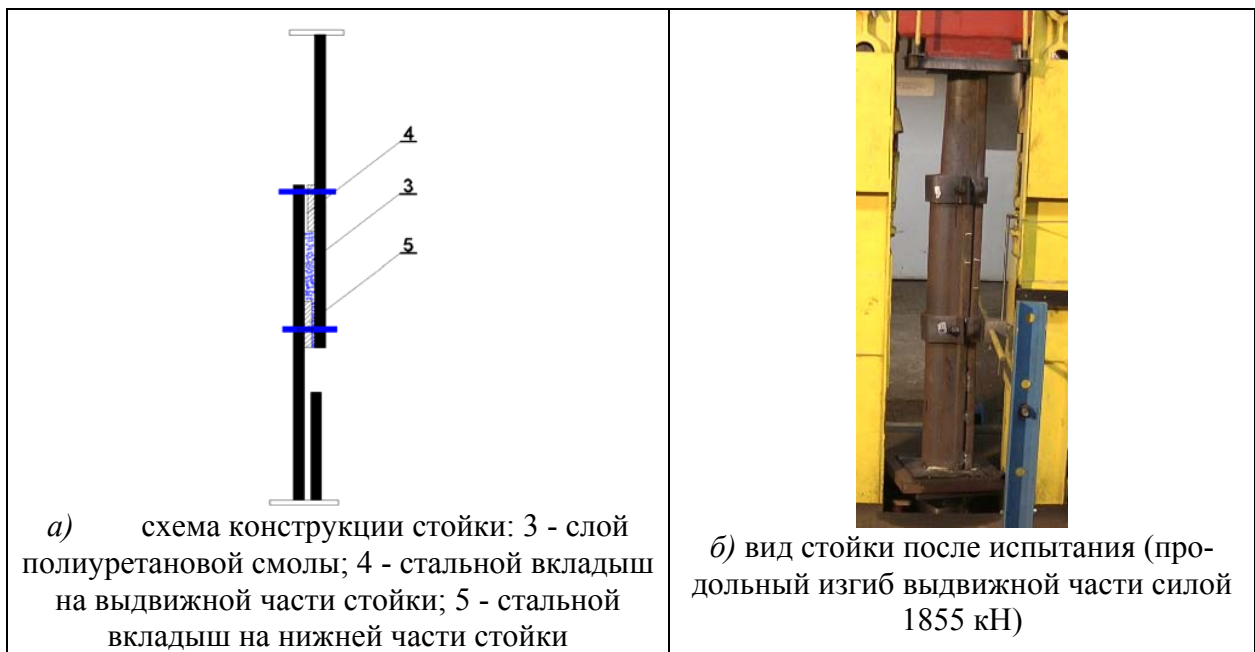 4
3
5
а) схема конструкции стойки: 3 - слой
полиуретановой смолы; 4 - стальной вкладыш
на выдвижной части стойки; 5 - стальной
вкладыш на нижней части стойки
б) вид стойки после испытания (про-
дольный изгиб выдвижной части силой
1855 кН)